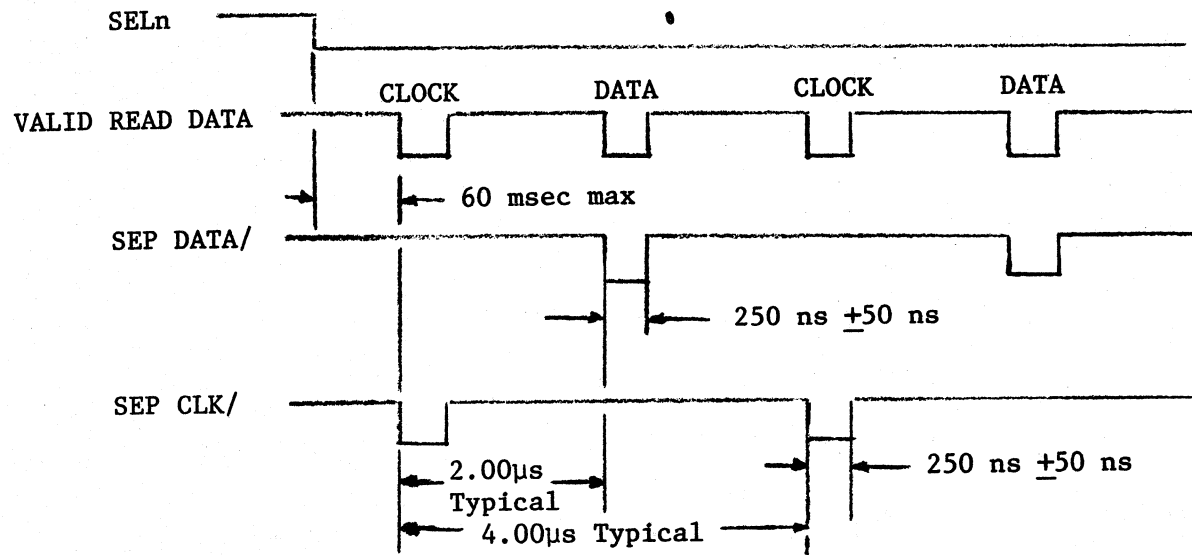 SELn
CLOCK DATA CLOCK DATA
VALID READ DATA
60 msec max
SEP DATA/
250 ns ±50 ns
SEP CLK/
2.00µs
Typical
250 ns ±50 ns
4.00µs Typical